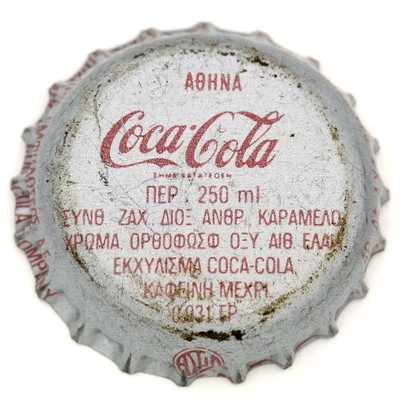 ΑΘΗΝΑ
Coca-Cola
ΣΗΜΑ ΚΑΤΑΤΕΘΕΝ
ΠΕΡ. 250 ml
ΣΥΝΘ. ΖΑΧ. ΔΙΟΞ. ΑΝΘΡ. ΚΑΡΑΜΕΛΟ-
ΧΡΩΜΑ, ΟΡΘΟΦΩΣΦ. ΟΞΥ, ΑΙΘ. ΕΛΑΙΑ,
ΕΚΧΥΛΙΣΜΑ COCA-COLA,
ΚΑΦΕΙΝΗ ΜΕΧΡΙ
0,031 ΓΡ.